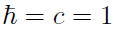 ℏ = c = 1